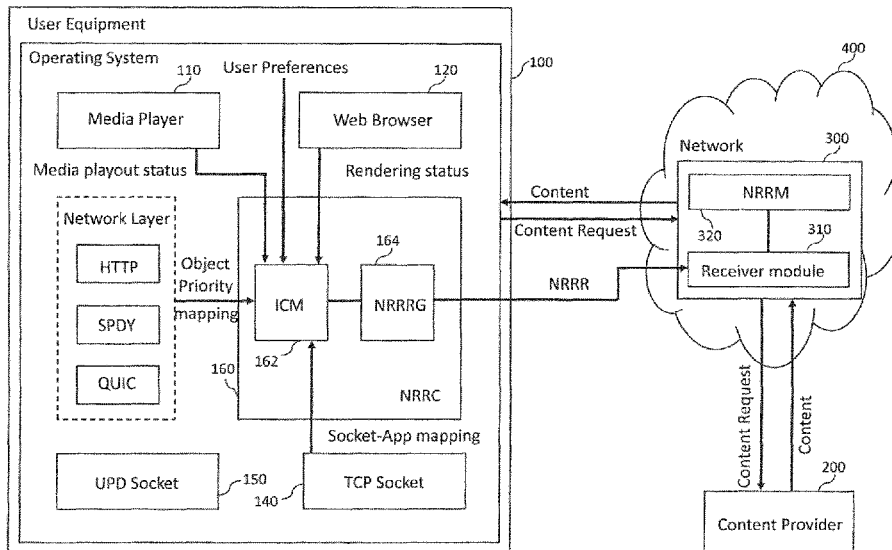 User Equipment
Operating System
110
User Preferences
120
100
400
Media Player
Web Browser
Network
300
Media playout status
Rendering status
Content
NRRM
Network Layer
164
Content Request
320
310
HTTP
Object
Priority
mapping
ICM
NRRRG
NRRR
Receiver module
SPDY
162
QUIC
160
NRRC
Socket-App mapping
Content Request
Content
UPD Socket
150
140
TCP Socket
200
Content Provider